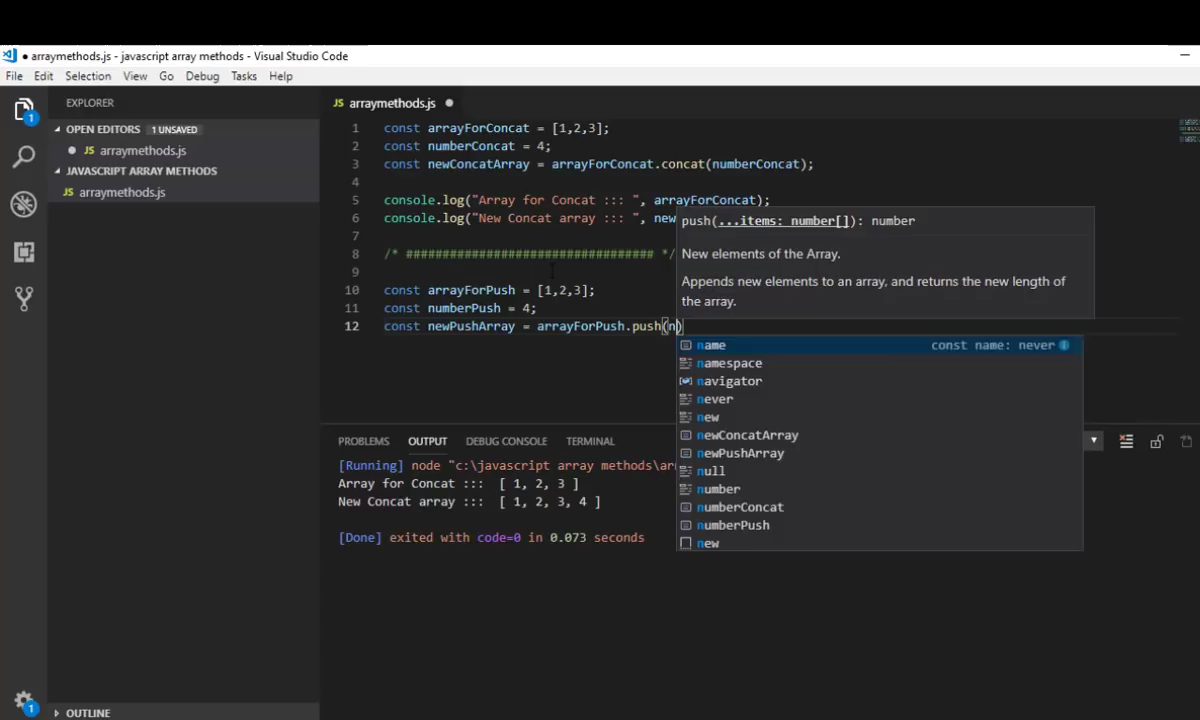 ● arraymethods.js - javascript array methods - Visual Studio Code
File Edit Selection View Go Debug Tasks Help
EXPLORER
OPEN EDITORS 1 UNSAVED
● JS arraymethods.js
JAVASCRIPT ARRAY METHODS
JS arraymethods.js
OUTLINE
1
1
JS arraymethods.js ●
1 const arrayForConcat = [1,2,3];
2 const numberConcat = 4;
3 const newConcatArray = arrayForConcat.concat(numberConcat);
4
5 console.log("Array for Concat ::: ", arrayForConcat);
6 console.log("New Concat array ::: ", new
7
8 /* ################################## */
9
10 const arrayForPush = [1,2,3];
11 const numberPush = 4;
12 const newPushArray = arrayForPush.push(n)
push(...items: number[]): number
New elements of the Array.
Appends new elements to an array, and returns the new length of
the array.
name const name: never
namespace
navigator
never
new
newConcatArray
newPushArray
null
number
numberConcat
numberPush
new
PROBLEMS OUTPUT DEBUG CONSOLE TERMINAL
[Running] node "c:\javascript array methods\arr
Array for Concat ::: [ 1, 2, 3 ]
New Concat array ::: [ 1, 2, 3, 4 ]
[Done] exited with code=0 in 0.073 seconds